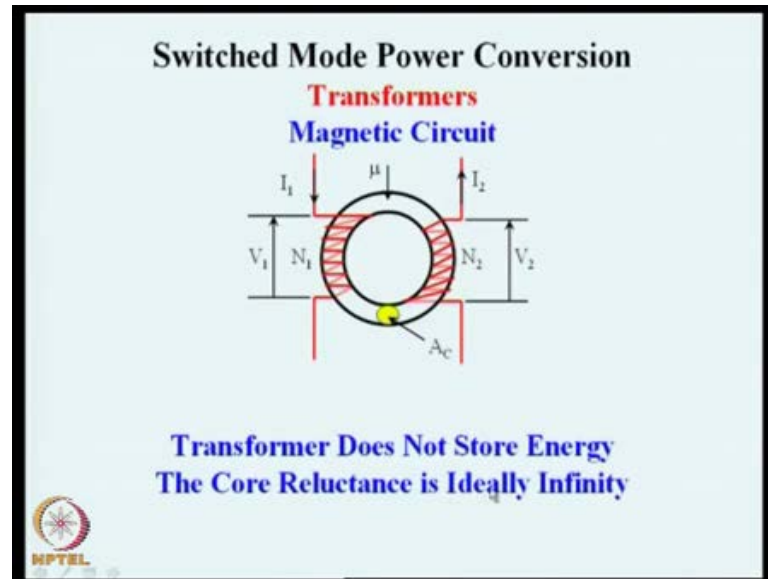 Switched Mode Power Conversion
Transformers
Magnetic Circuit
I₁ μ I₂
V₁ N₁ N₂ V₂
A_C
Transformer Does Not Store Energy
The Core Reluctance is Ideally Infinity
NPTEL